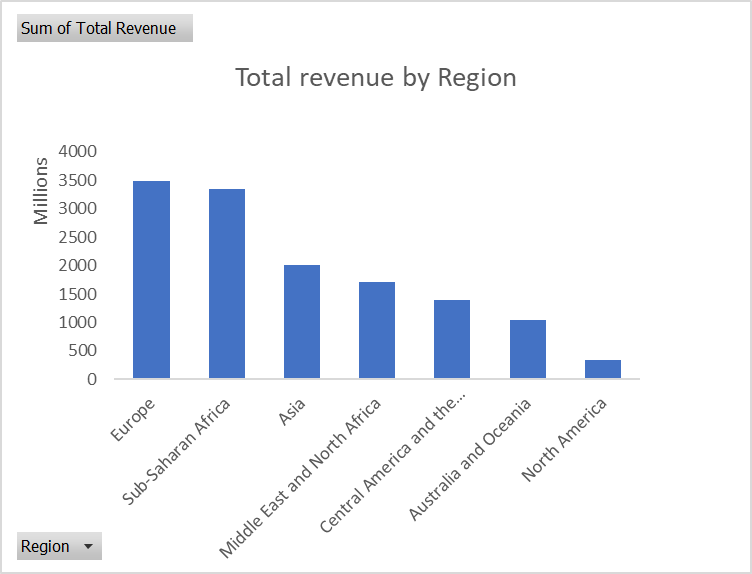 Sum of Total Revenue
Total revenue by Region
Millions
4000
3500
3000
2500
2000
1500
1000
500
0
Europe
Sub-Saharan Africa
Asia
Middle East and North Africa
Central America and the...
Australia and Oceania
North America
Region